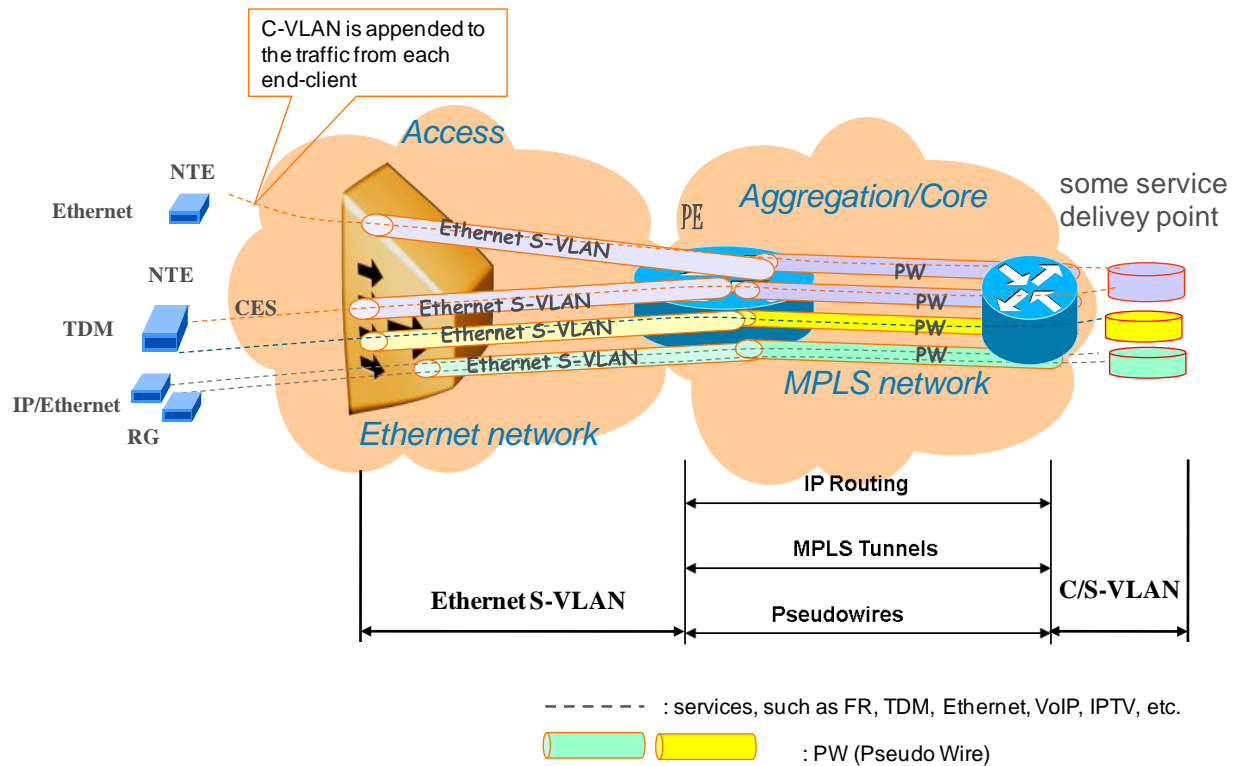 C-VLAN is appended to
the traffic from each
end-client
Access
NTE
Ethernet
Aggregation/Core
some service
delivey point
PE
Ethernet S-VLAN
PW
NTE
CES
TDM
Ethernet S-VLAN
PW
Ethernet S-VLAN
PW
Ethernet S-VLAN
PW
IP/Ethernet
RG
MPLS network
Ethernet network
IP Routing
MPLS Tunnels
Ethernet S-VLAN
C/S-VLAN
Pseudowires
: services, such as FR, TDM, Ethernet, VoIP, IPTV, etc.
: PW (Pseudo Wire)